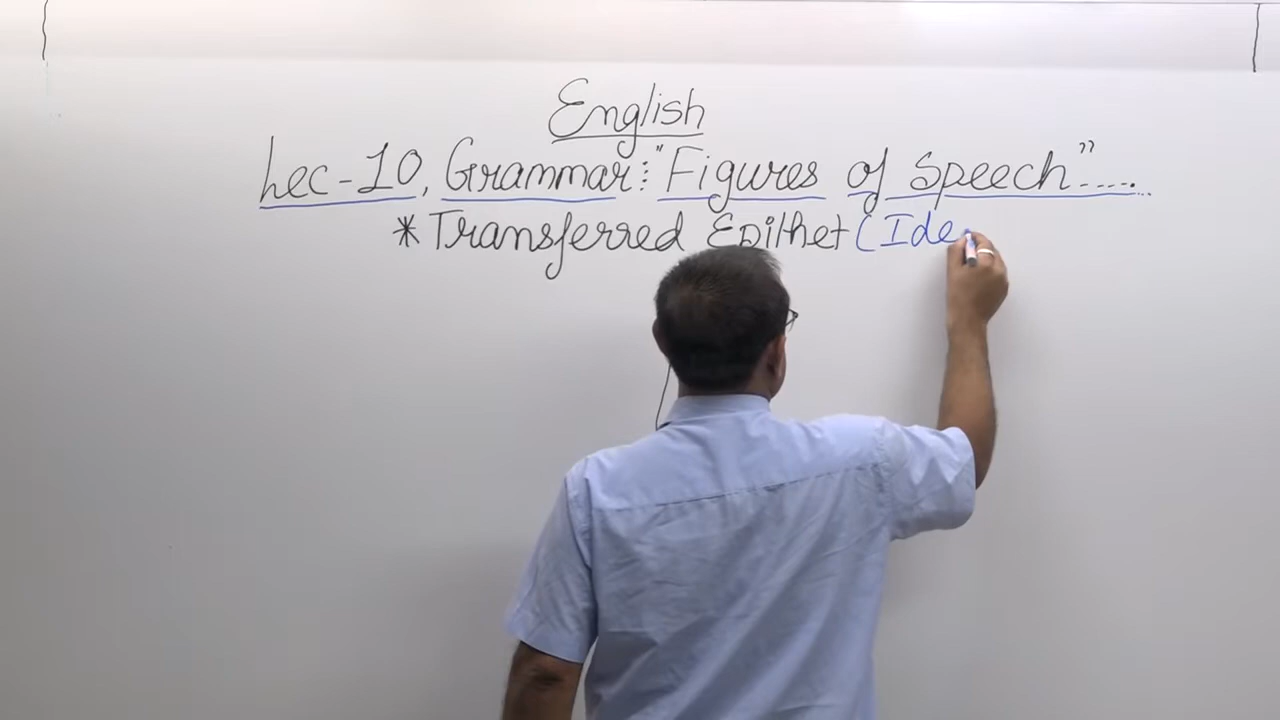 English
Lec-10, Grammar: "Figures of Speech".....
* Transferred Epithet (Ide